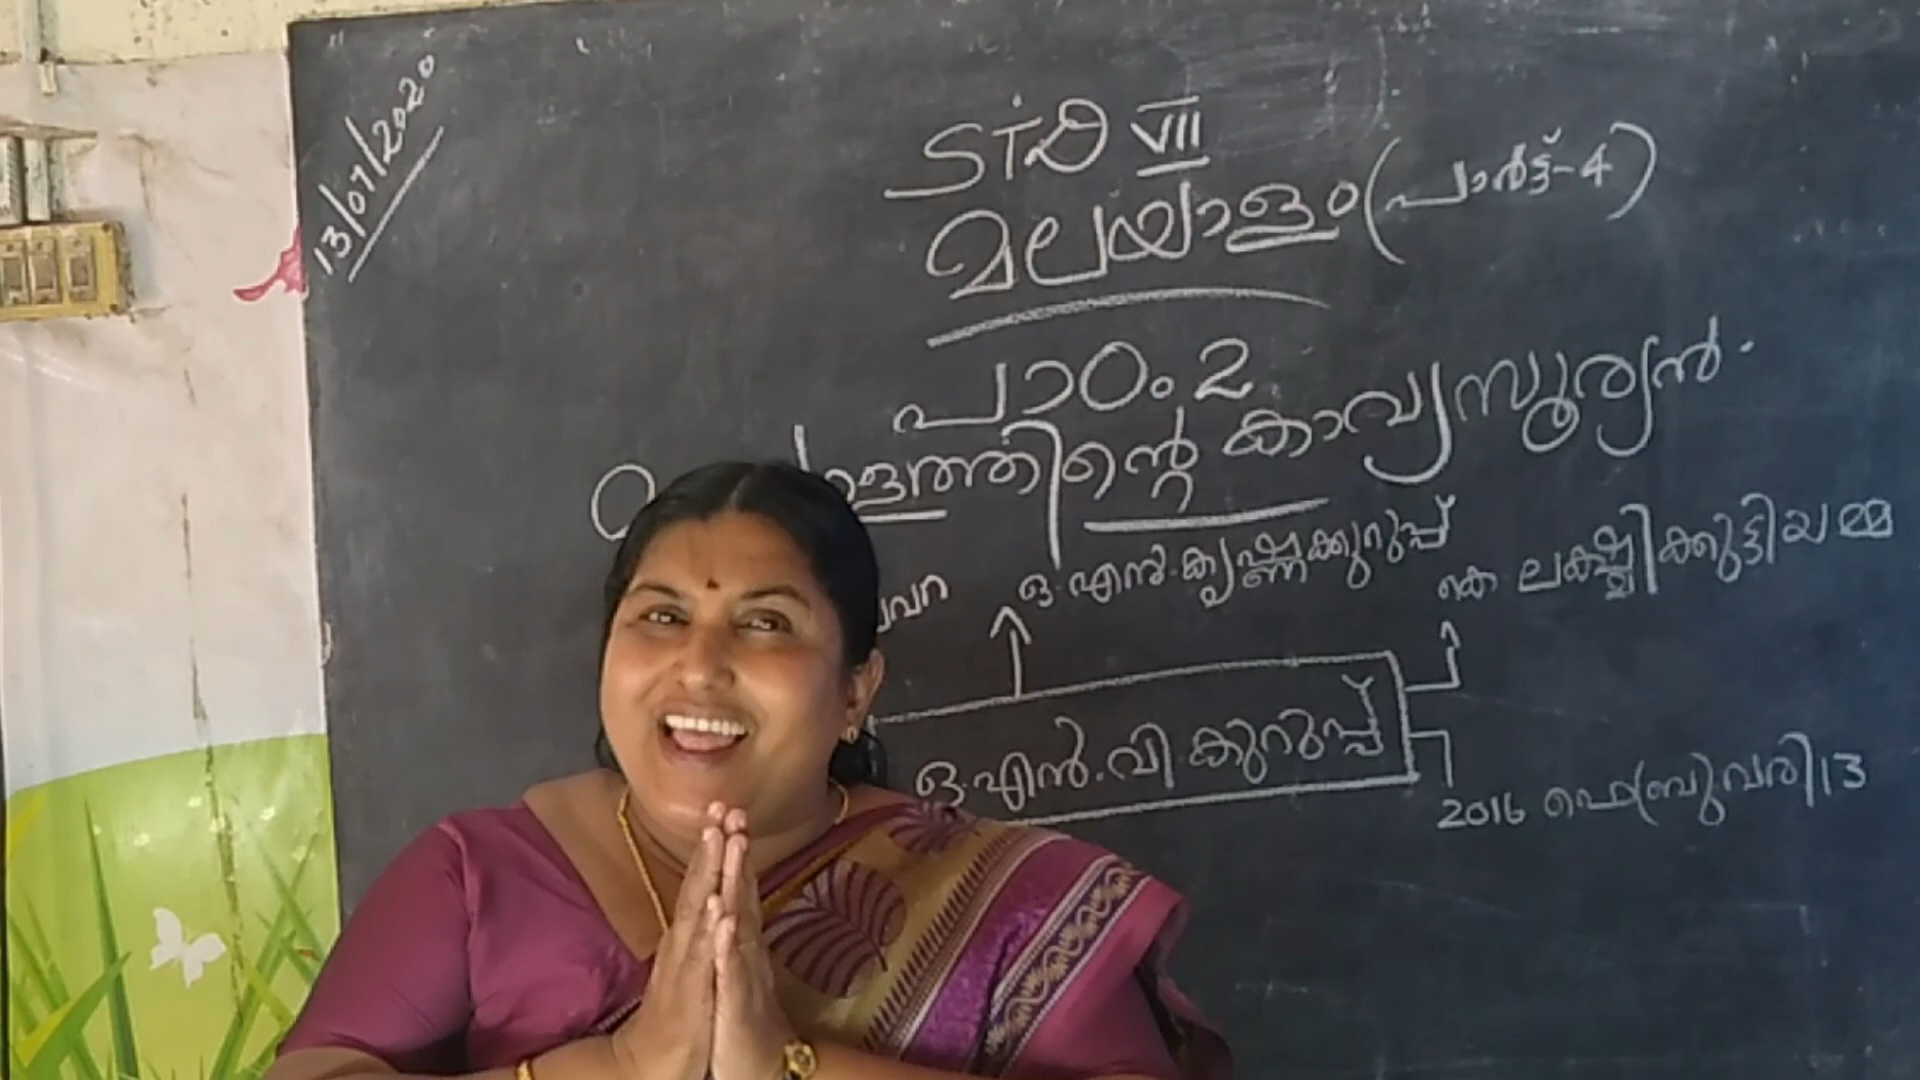 13/07/2020
STD VII
മലയാളം (പാർട്ട്-4)
പാഠം. 2
കാവ്യസൂര്യൻ.
ഒ.എൻ.കൃഷ്ണക്കുറുപ്പ്
കെ ലക്ഷ്മിക്കുട്ടിയമ്മ
ഒ.എൻ.വി കുറുപ്പ്
2016 ഫെബ്രുവരി 13